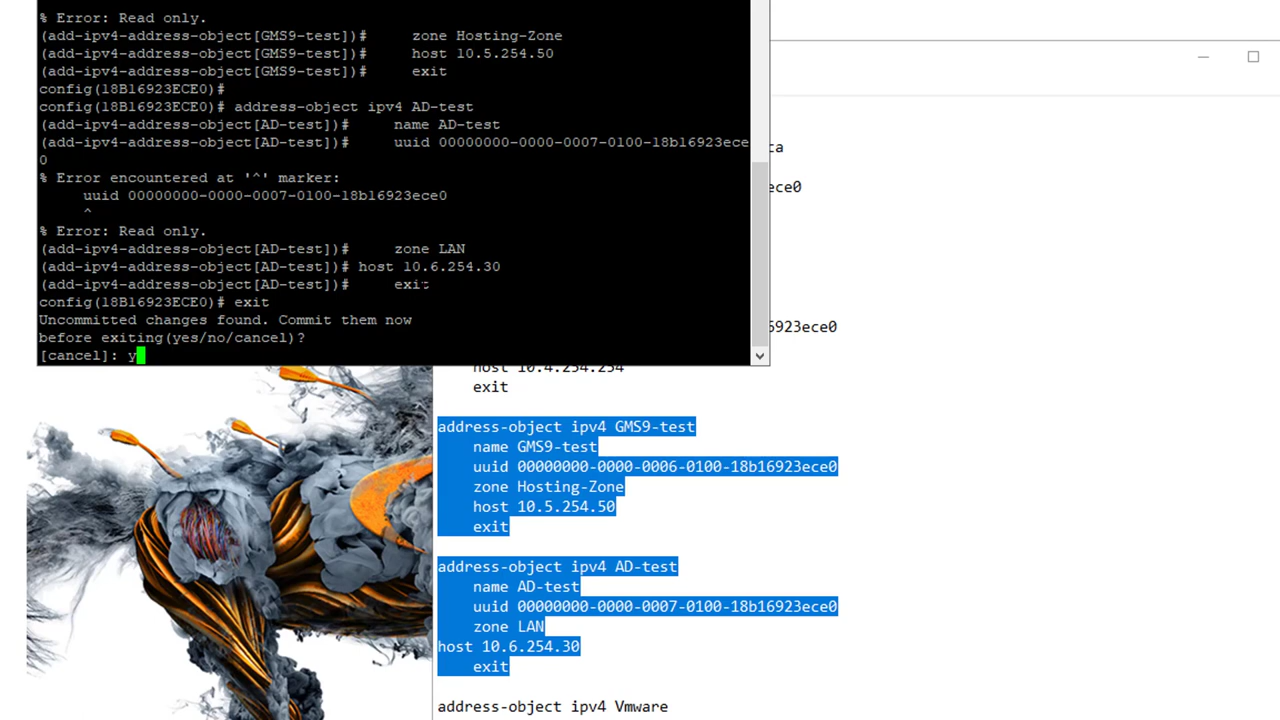 % Error: Read only.
(add-ipv4-address-object[GMS9-test])#     zone Hosting-Zone
(add-ipv4-address-object[GMS9-test])#     host 10.5.254.50
(add-ipv4-address-object[GMS9-test])#     exit
config(18B16923ECE0)#
config(18B16923ECE0)# address-object ipv4 AD-test
(add-ipv4-address-object[AD-test])#     name AD-test
(add-ipv4-address-object[AD-test])#     uuid 00000000-0000-0007-0100-18b16923ece
0
% Error encountered at '^' marker:
     uuid 00000000-0000-0007-0100-18b16923ece0
     ^
% Error: Read only.
(add-ipv4-address-object[AD-test])#     zone LAN
(add-ipv4-address-object[AD-test])# host 10.6.254.30
(add-ipv4-address-object[AD-test])#     exit
config(18B16923ECE0)# exit
Uncommitted changes found. Commit them now
before exiting(yes/no/cancel)?
[cancel]: y
ta
ece0
6923ece0
host 10.4.254.254
exit
address-object ipv4 GMS9-test
    name GMS9-test
    uuid 00000000-0000-0006-0100-18b16923ece0
    zone Hosting-Zone
    host 10.5.254.50
    exit
address-object ipv4 AD-test
    name AD-test
    uuid 00000000-0000-0007-0100-18b16923ece0
    zone LAN
host 10.6.254.30
    exit
address-object ipv4 Vmware